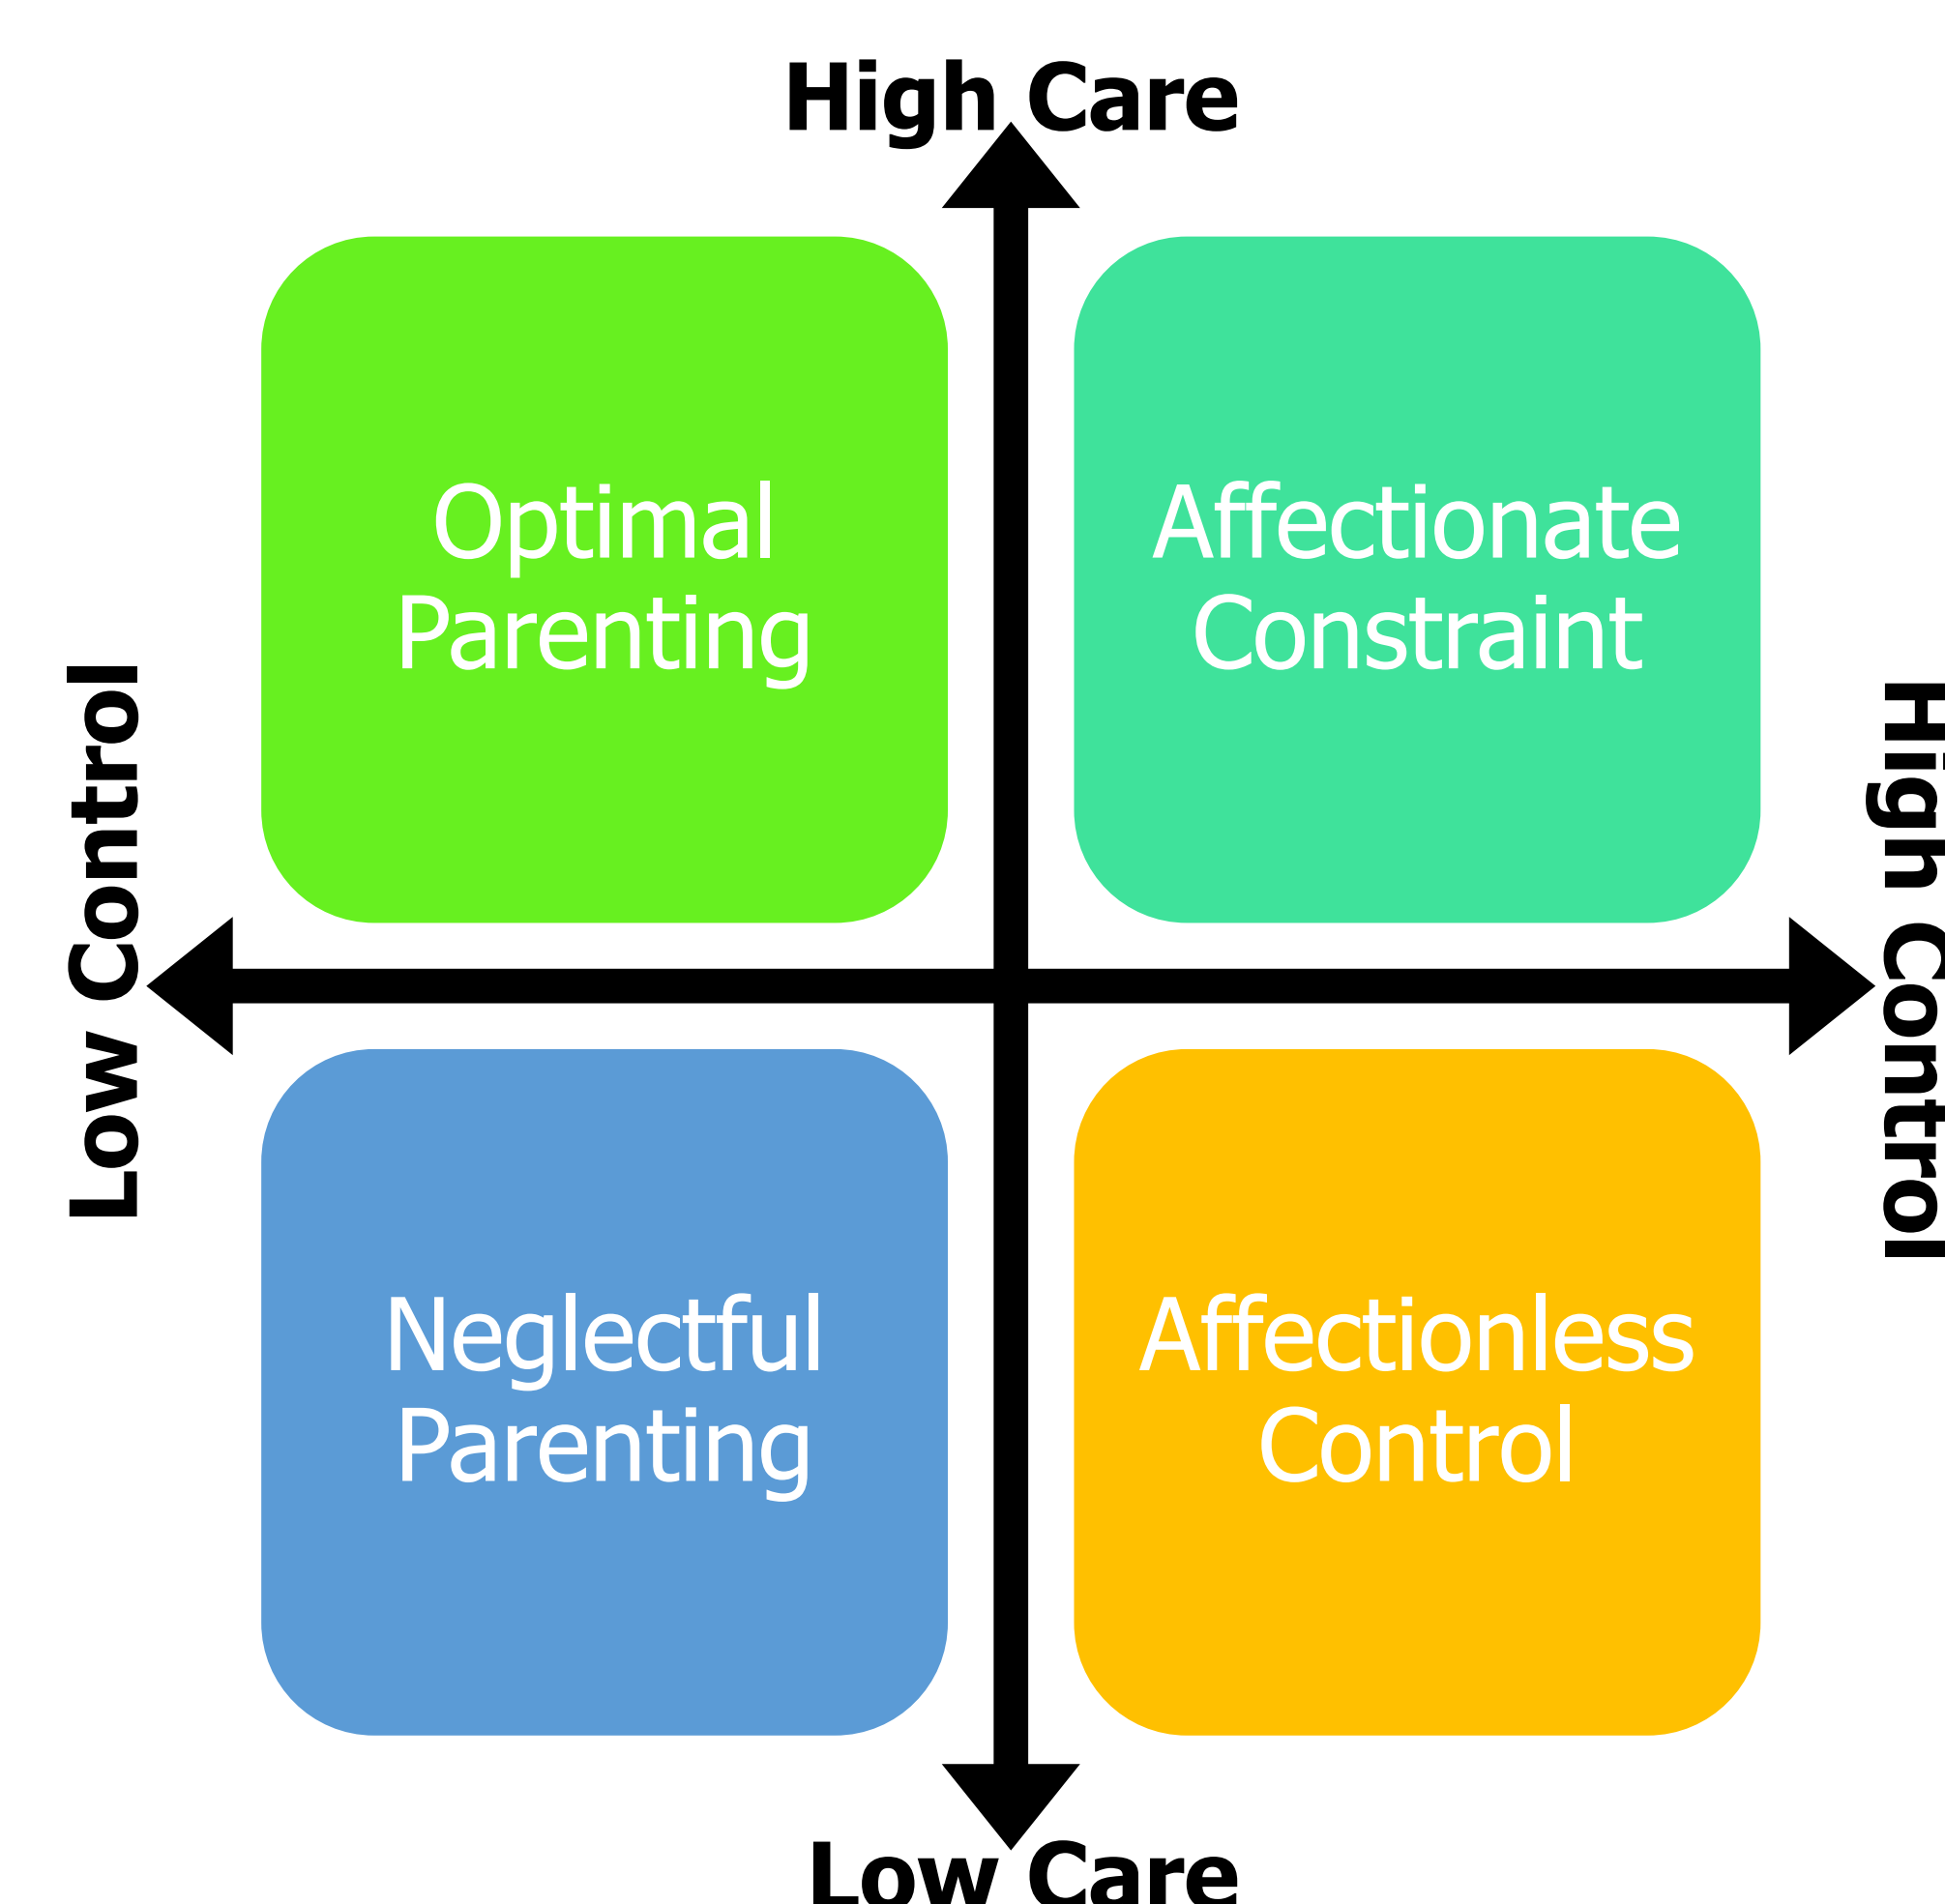 High Care
Optimal
Parenting
Affectionate
Constraint
Low Control
High Control
Neglectful
Parenting
Affectionless
Control
Low Care